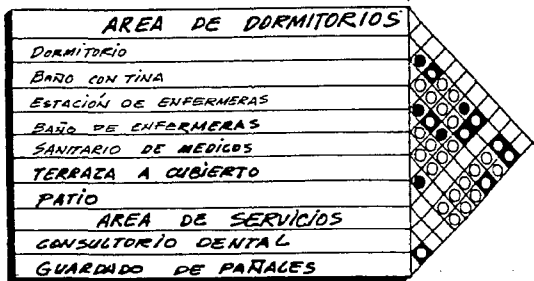 AREA DE DORMITORIOS
DORMITORIO
BAÑO CON TINA
ESTACIÓN DE ENFERMERAS
BAÑO DE ENFERMERAS
SANITARIO DE MEDICOS
TERRAZA A CUBIERTO
PATIO
AREA DE SERVICIOS
CONSULTORIO DENTAL
GUARDADO DE PAÑALES